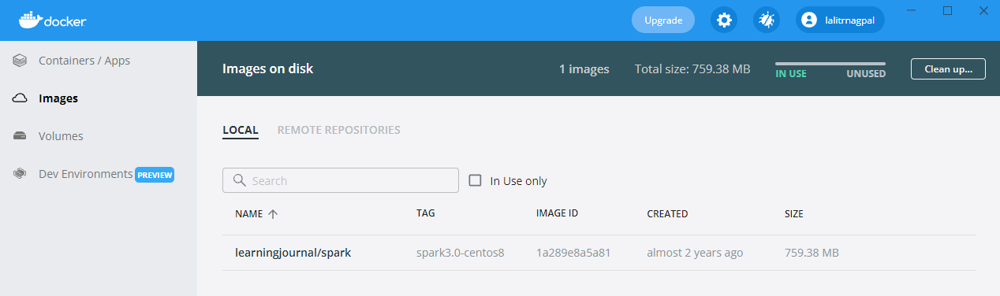 docker
Upgrade
lalitrnagpal
Containers / Apps
Images
Volumes
Dev Environments PREVIEW
Images on disk
1 images
Total size: 759.38 MB
IN USE
UNUSED
Clean up...
LOCAL
REMOTE REPOSITORIES
Search
In Use only
NAME TAG IMAGE ID CREATED SIZE
learningjournal/spark spark3.0-centos8 1a289e8a5a81 almost 2 years ago 759.38 MB